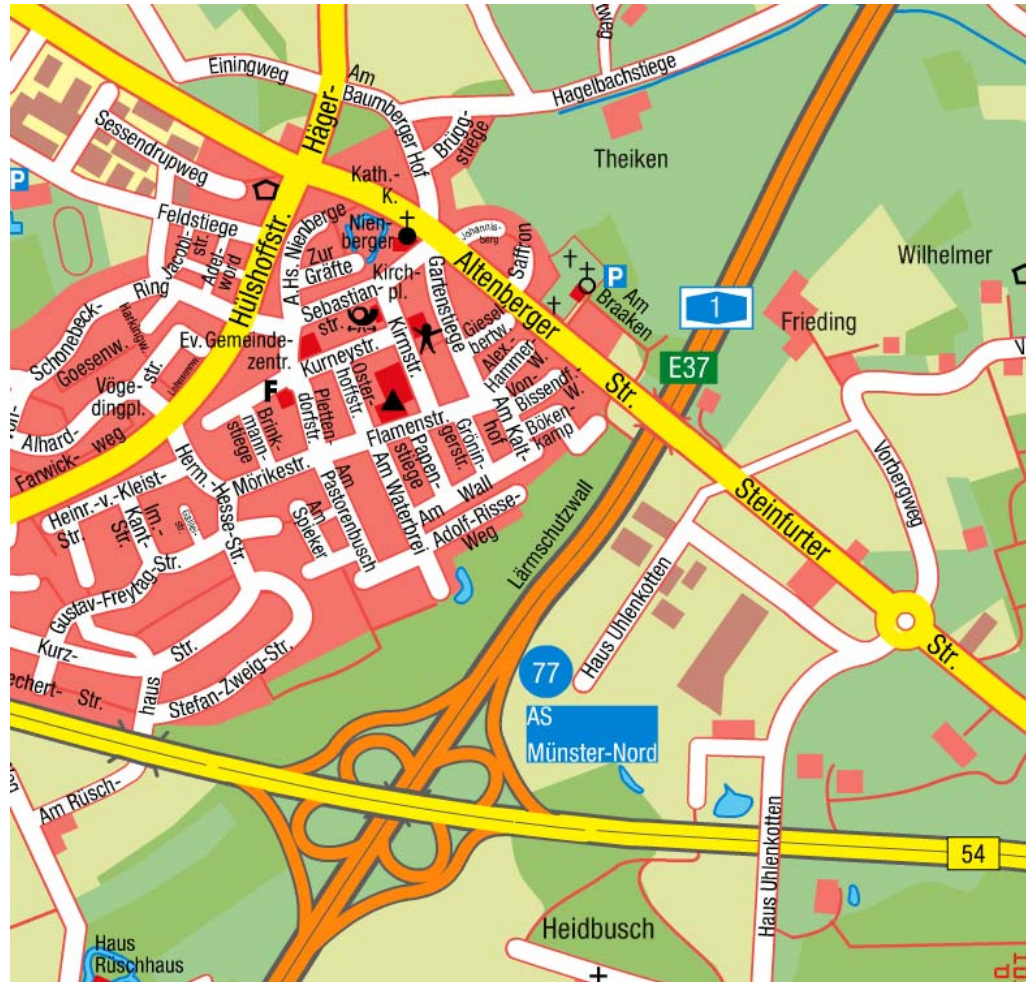 Einingweg
Am
Baumberger Hof
Häger-
Hülshoffstr.
Hagelbachstiege
Brügg-
stiege
Theiken
Sessendrupweg
P
Kath.-
K.
Nien-
berger
Kirch-
pl.
Feldstiege
Jacobi-
str.
Adel-
word
A.Hs. Nienberge
Zur
Gräfte
Johannis-
berg
Saffron
Gartenstiege
Altenberger
Str.
P
Am
Braaken
Wilhelmer
Frieding
1
E37
Schonebeck-
Ring
Goesenw.
Harkingw.
Vöge-
dingpl.
Alhard-
str.
Farwick-
weg
Sebastian-
str.
Ev. Gemeinde-
zentr.
Kurneystr.
Kirmstr.
Giesel-
bertw.
Alex.-
Hammer-
W.
Von-
Bissendf.-
W.
Böken-
kamp
Am Kalt-
hof
F
Brink-
mann-
stiege
Pletten-
dorfstr.
Oster-
hoffstr.
Flamenstr.
Papen-
stiege
Grönin-
gerstr.
Mörikestr.
Am Waterhrei
Am
Wall
Adolf-Risse-
Weg
Am
Pastorenbusch
Am
Spieker
Heinr.-v.-Kleist-
Str.
Im.-
Kant-
Str.
Herm.-Hesse-Str.
Gustav-Freytag-Str.
Kurz-
Str.
echert- Str.
haus
Stefan-Zweig-Str.
Am Rüsch-
Lärmschutzwall
Steinfurter
Str.
Vorbergweg
Haus Uhlenkotten
77
AS
Münster-Nord
54
Haus Uhlenkotten
Heidbusch
Haus
Rüschhaus